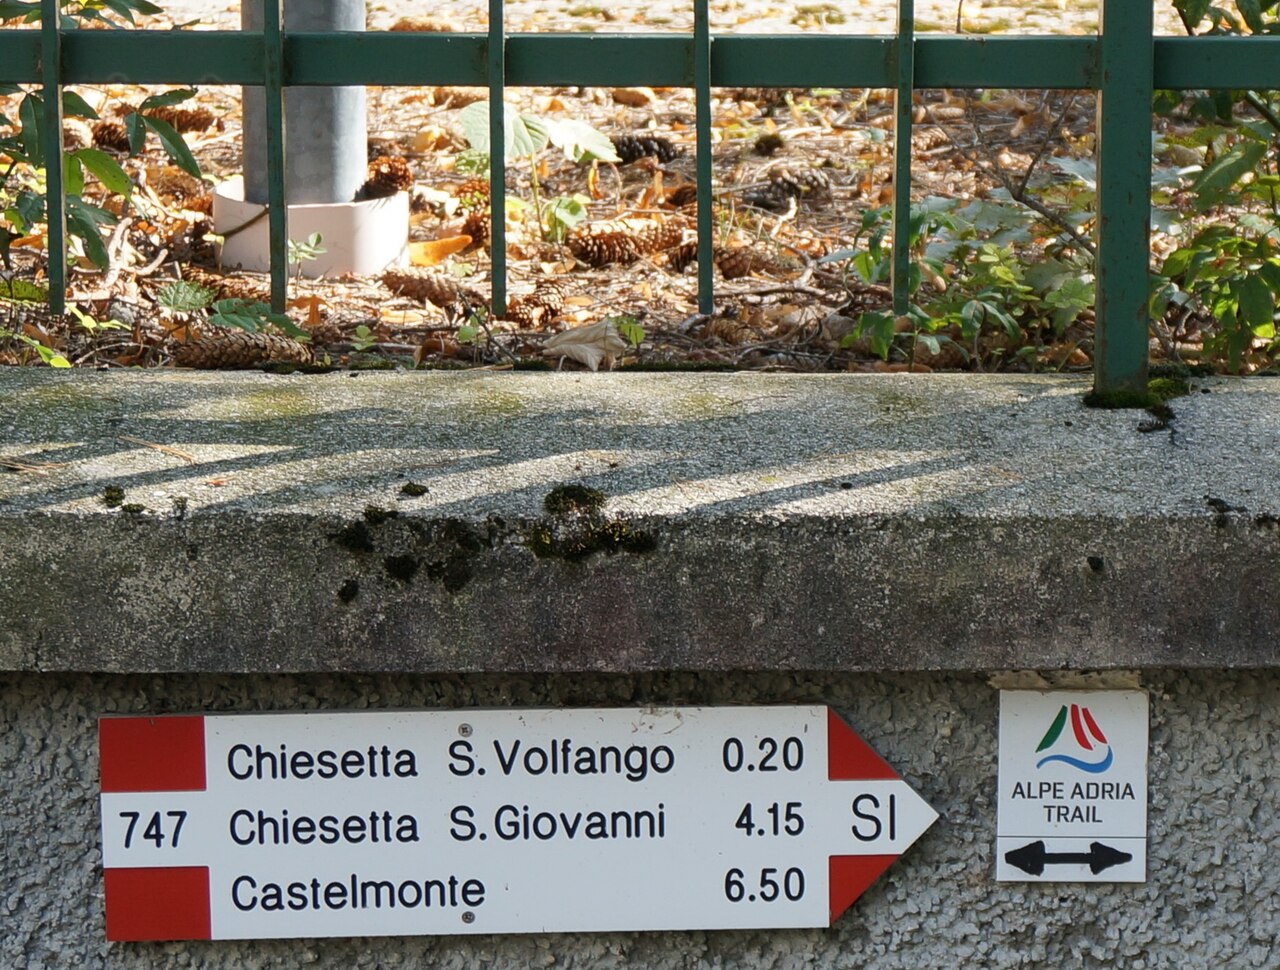 747
Chiesetta S. Volfango 0.20
Chiesetta S. Giovanni 4.15
Castelmonte 6.50
SI
ALPE ADRIA
TRAIL